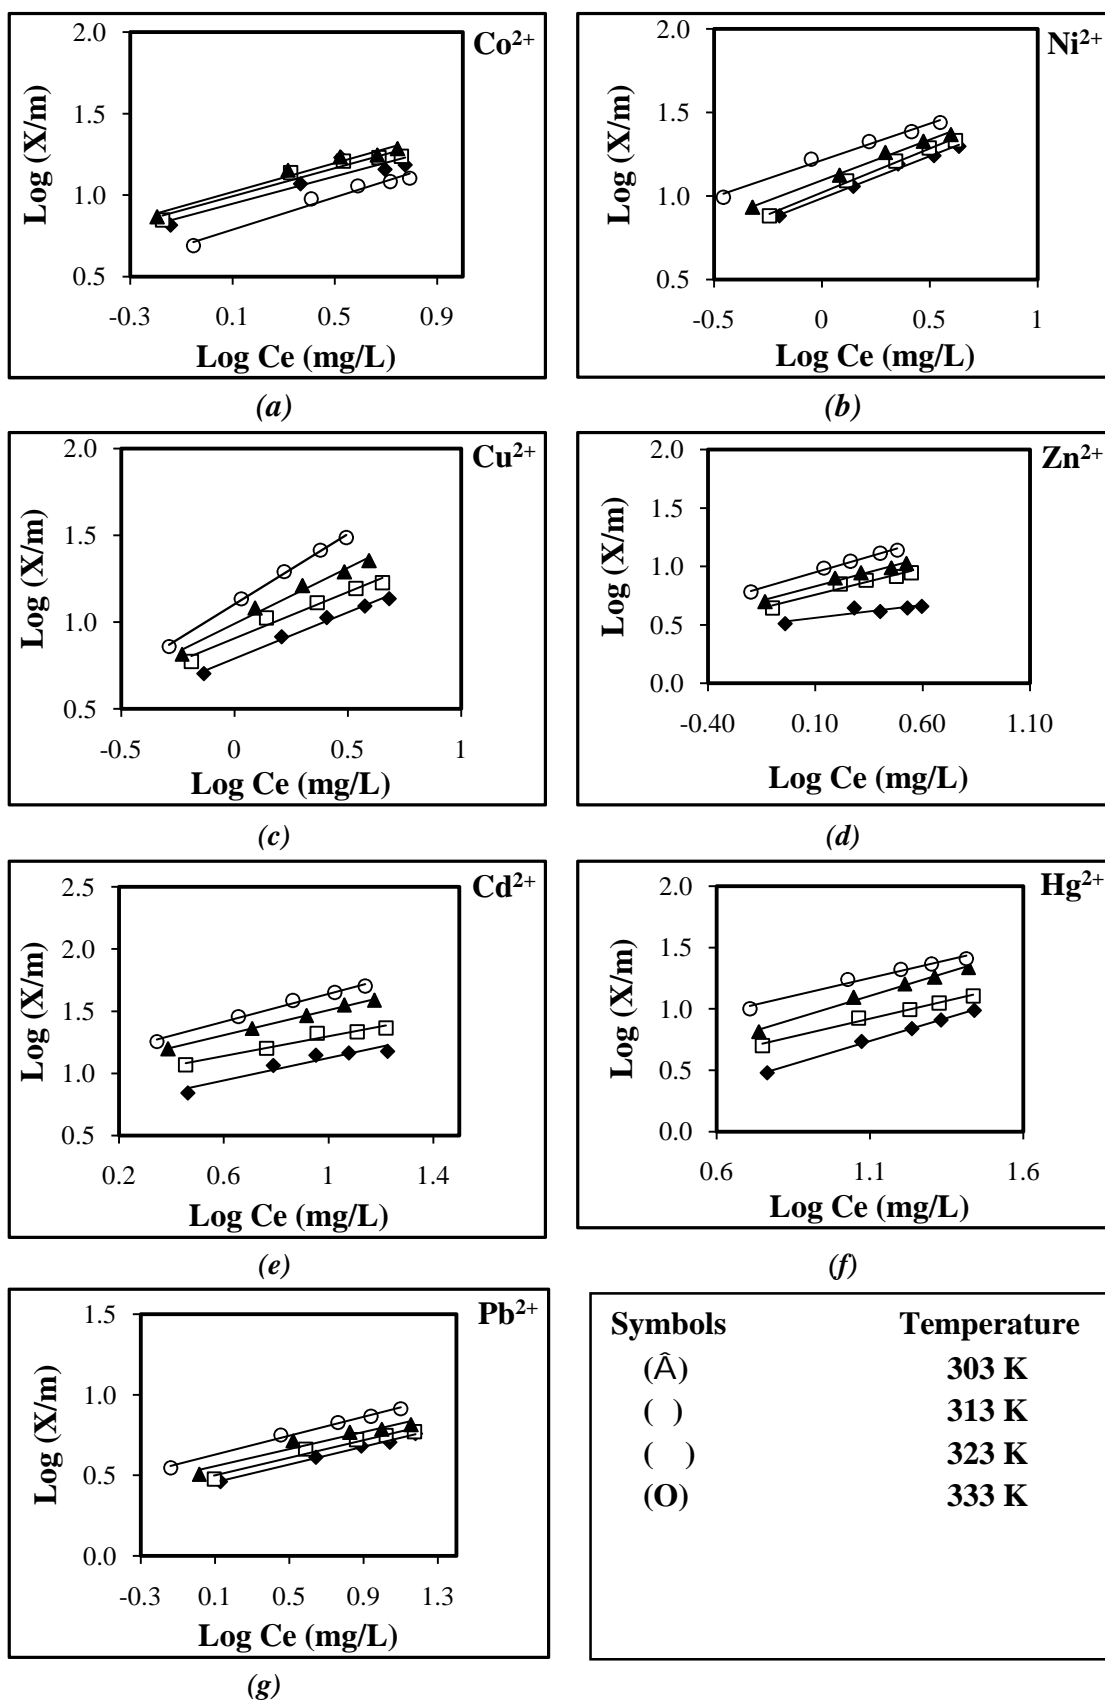 Co²⁺
2.0
1.5
1.0
0.5
-0.3 0.1 0.5 0.9
Log (X/m)
Log Ce (mg/L)
(a)
Ni²⁺
2.0
1.5
1.0
0.5
-0.5 0 0.5 1
Log (X/m)
Log Ce (mg/L)
(b)
Cu²⁺
2.0
1.5
1.0
0.5
-0.5 0 0.5 1
Log (X/m)
Log Ce (mg/L)
(c)
Zn²⁺
2.0
1.5
1.0
0.5
0.0
-0.40 0.10 0.60 1.10
Log (X/m)
Log Ce (mg/L)
(d)
Cd²⁺
2.5
2.0
1.5
1.0
0.5
0.2 0.6 1 1.4
Log (X/m)
Log Ce (mg/L)
(e)
Hg²⁺
2.0
1.5
1.0
0.5
0.0
0.6 1.1 1.6
Log (X/m)
Log Ce (mg/L)
(f)
Pb²⁺
1.5
1.0
0.5
0.0
-0.3 0.1 0.5 0.9 1.3
Log (X/m)
Log Ce (mg/L)
(g)
Symbols Temperature
(Â) 303 K
( ) 313 K
( ) 323 K
(O) 333 K